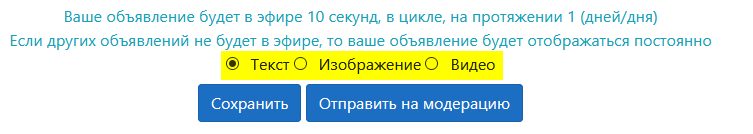 Ваше объявление будет в эфире 10 секунд, в цикле, на протяжении 1 (дней/дня)
Если других объявлений не будет в эфире, то ваше объявление будет отображаться постоянно
Текст Изображение Видео
Сохранить Отправить на модерацию